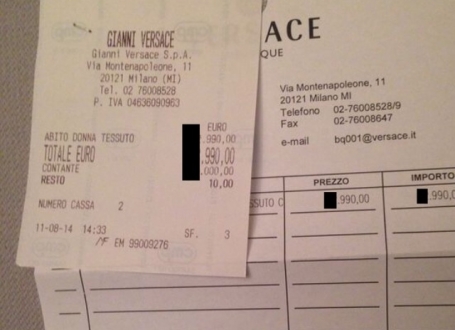 GIANNI VERSACE
Gianni Versace S.p.A.
Via Montenapoleone, 11
20121 Milano (MI)
Tel. 02 76008528
P. IVA 04636090963
EURO
ABITO DONNA TESSUTO .990,00
TOTALE EURO .990,00
CONTANTE .000,00
RESTO 10,00
NUMERO CASSA 2
11-08-14 14:33 SF. 3
MF EM 99009276
ACE
QUE
Via Montenapoleone, 11
20121 Milano MI
Telefono 02-76008528/9
Fax 02-76008647
e-mail bq001@versace.it
PREZZO IMPORTO
SSUTO C .990,00 .990,0